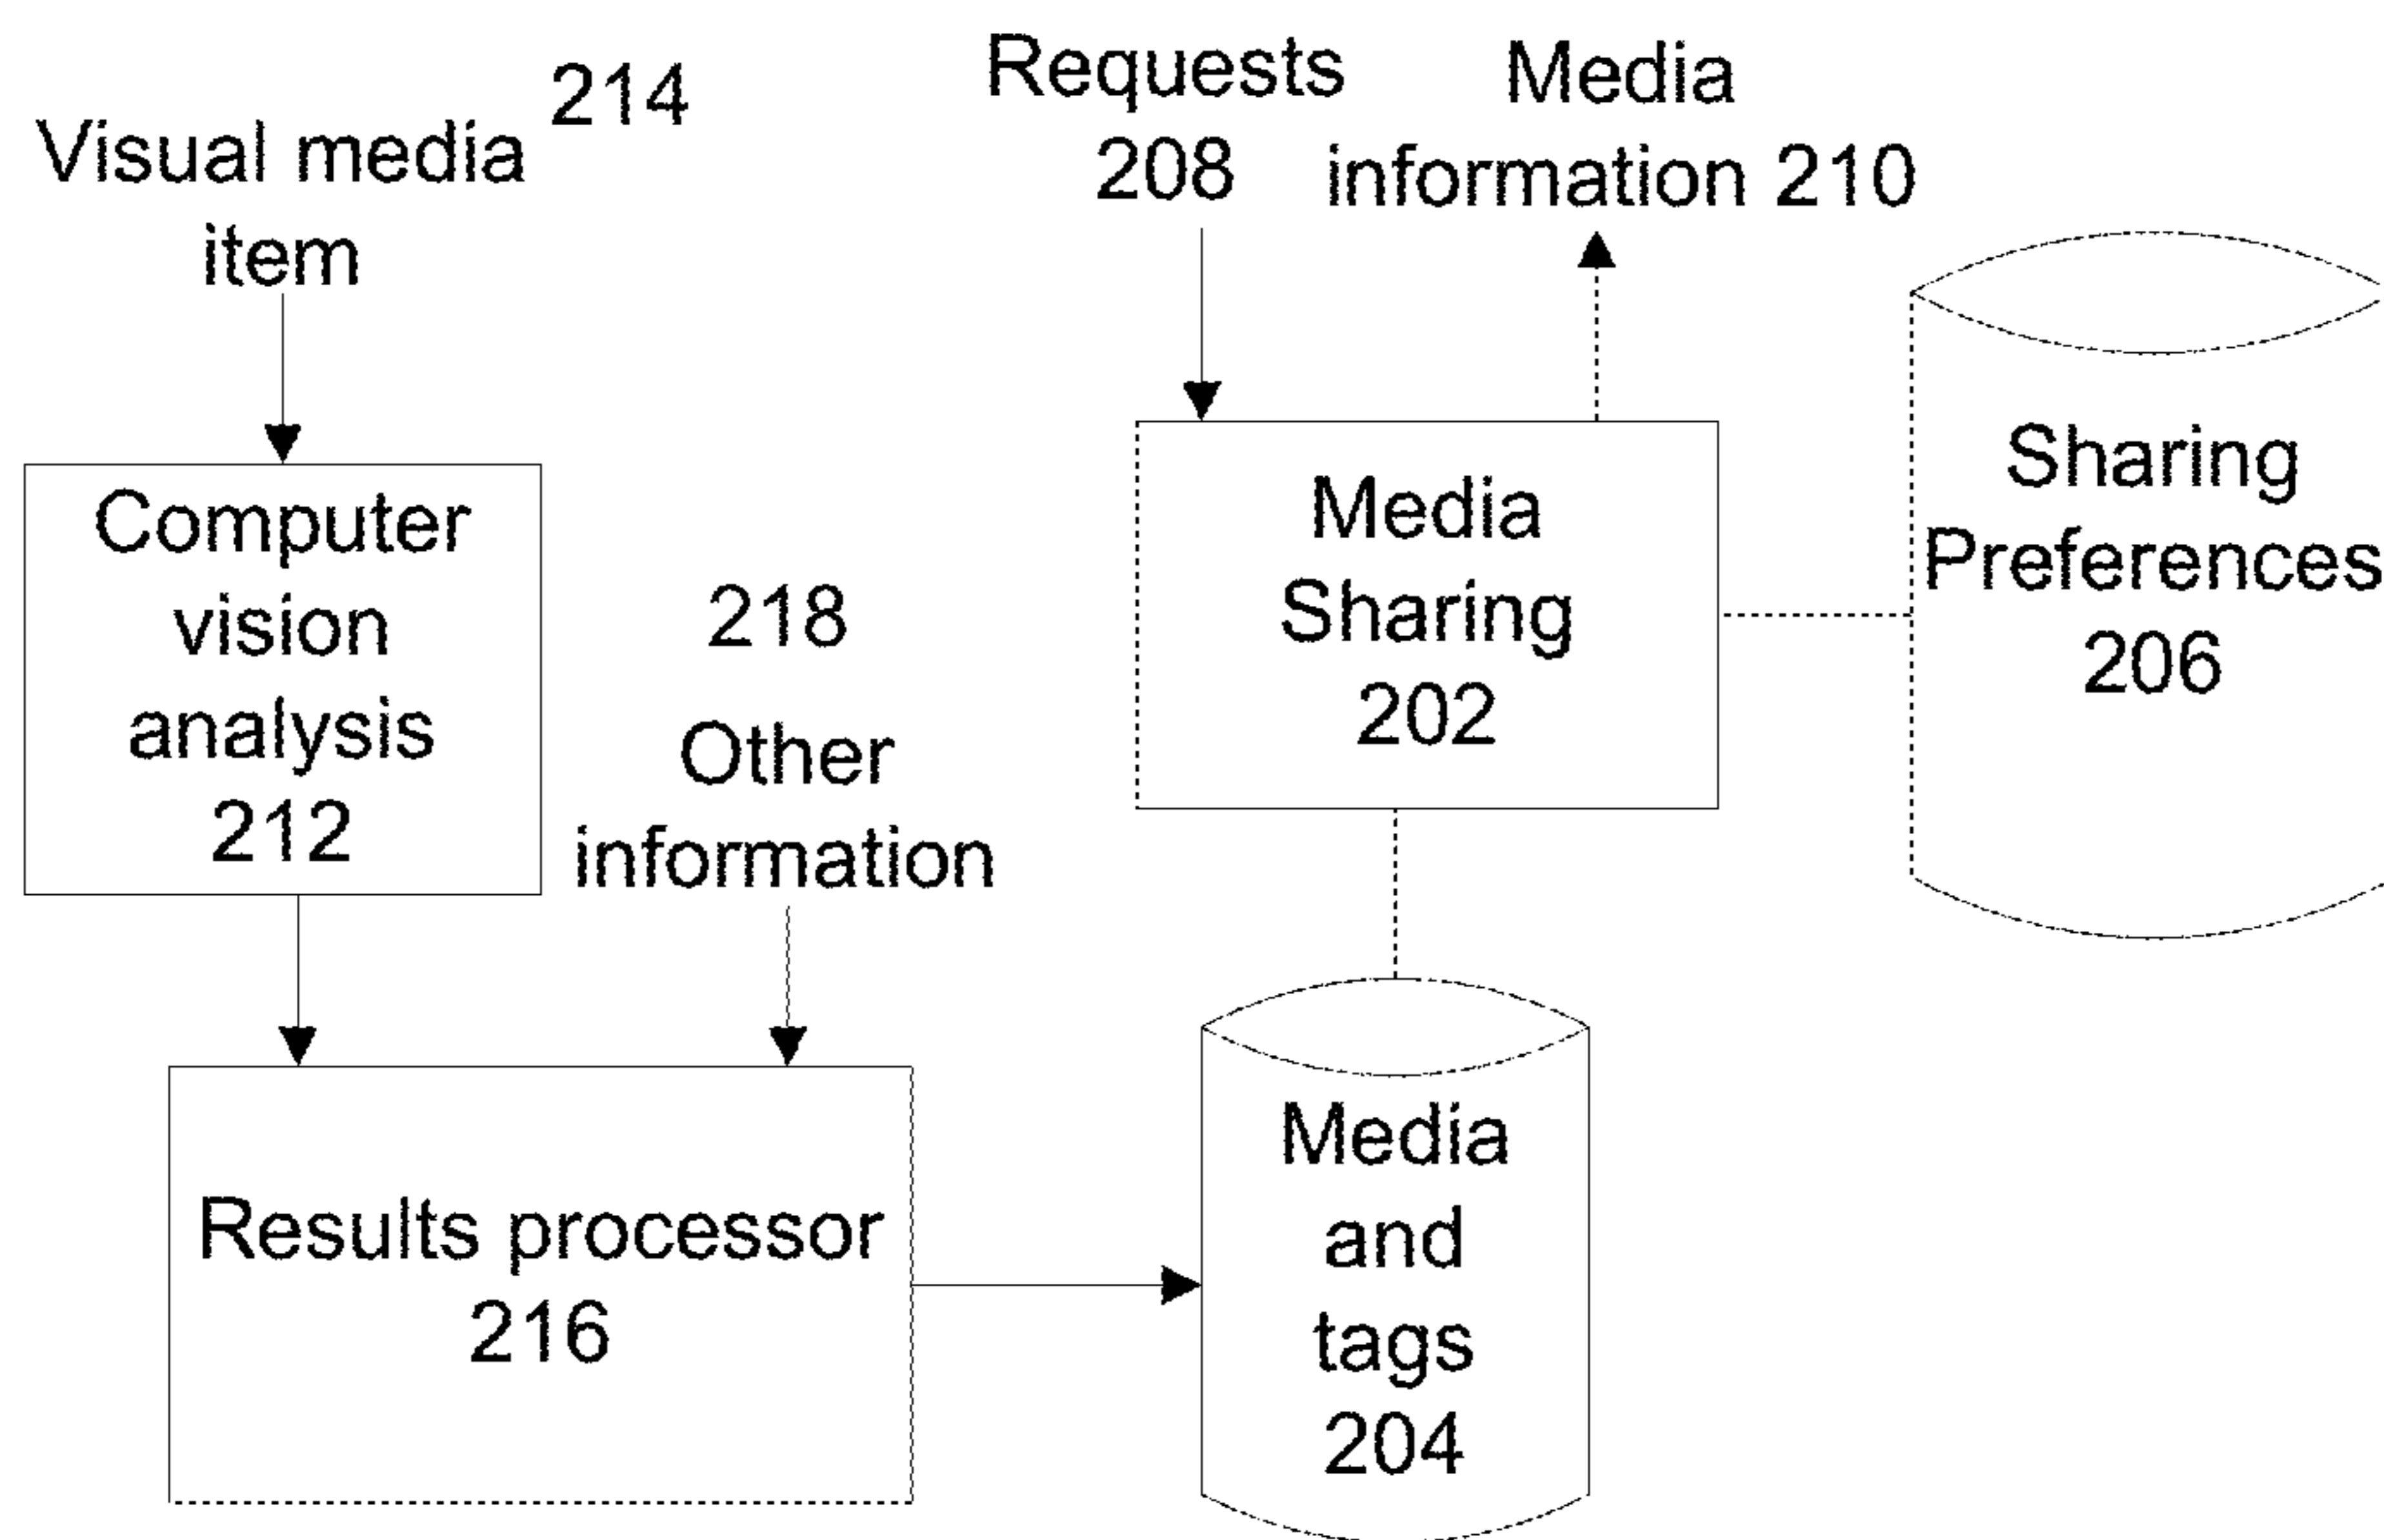 214
Visual media
item
Requests
208
Media
information 210
Computer
vision
analysis
212
218
Other
information
Media
Sharing
202
Sharing
Preferences
206
Results processor
216
Media
and
tags
204